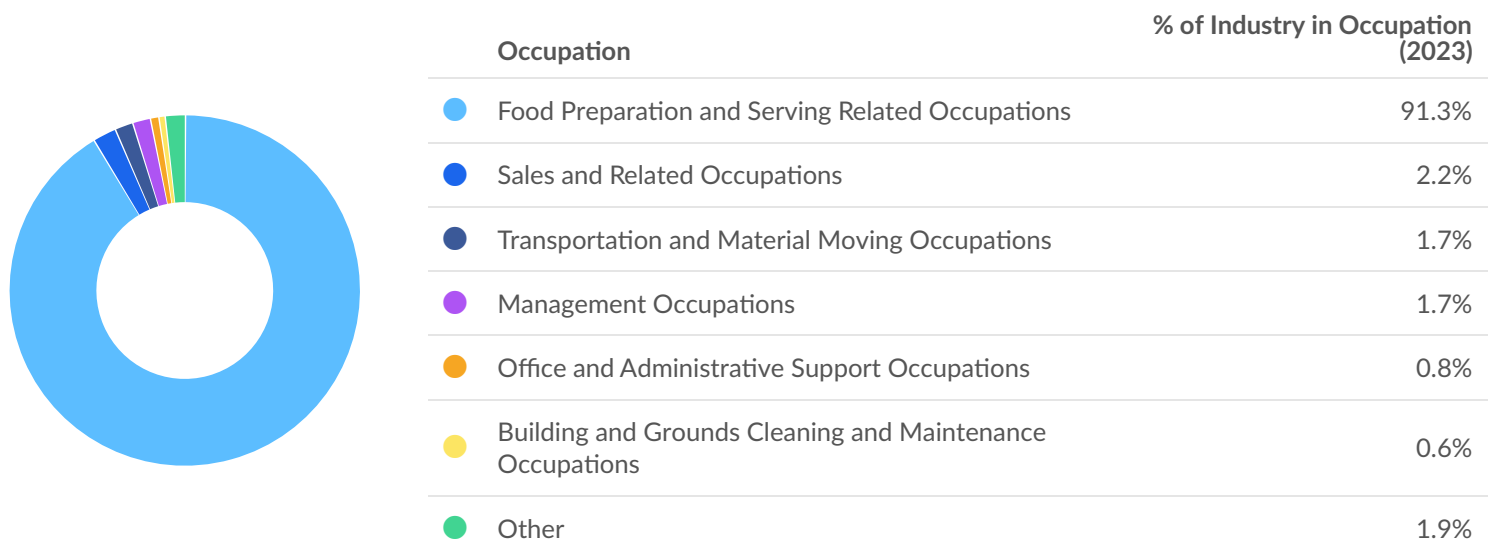 Occupation
% of Industry in Occupation
(2023)
Food Preparation and Serving Related Occupations 91.3%
Sales and Related Occupations 2.2%
Transportation and Material Moving Occupations 1.7%
Management Occupations 1.7%
Office and Administrative Support Occupations 0.8%
Building and Grounds Cleaning and Maintenance
Occupations
0.6%
Other 1.9%